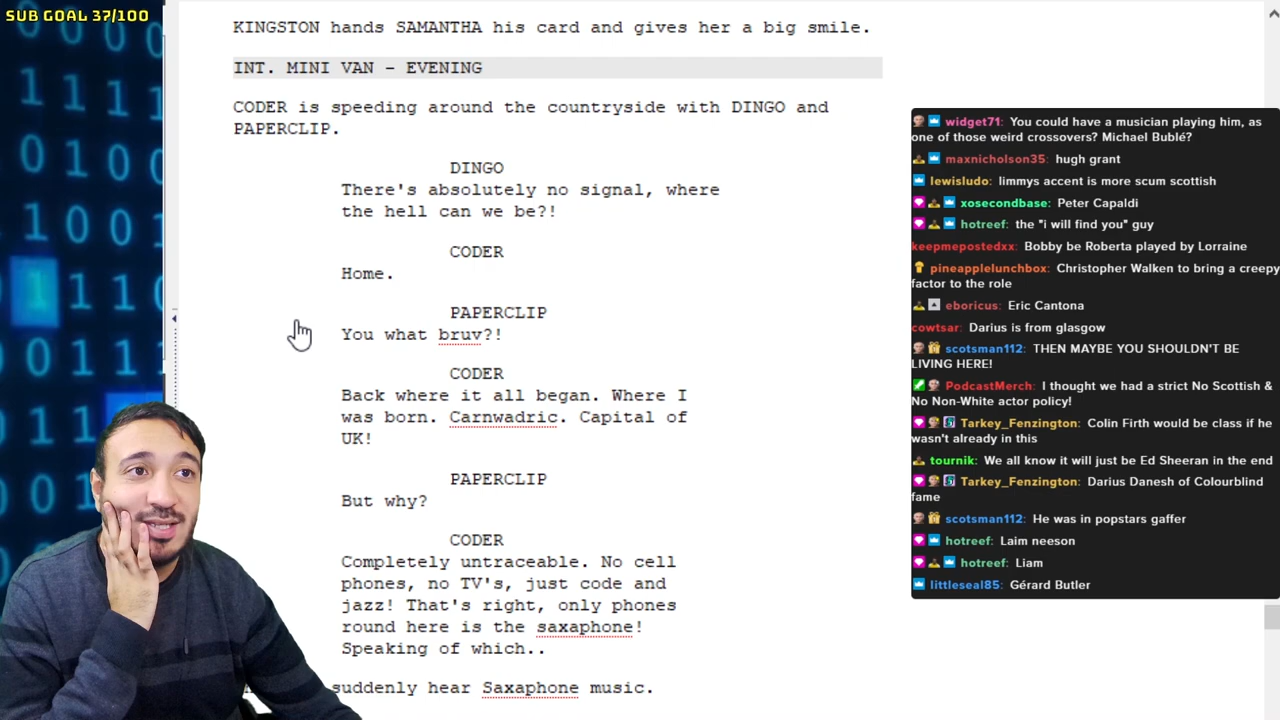 SUB GOAL 37/100
KINGSTON hands SAMANTHA his card and gives her a big smile.
INT. MINI VAN - EVENING
CODER is speeding around the countryside with DINGO and
PAPERCLIP.
DINGO
There's absolutely no signal, where
the hell can we be?!
CODER
Home.
PAPERCLIP
You what bruv?!
CODER
Back where it all began. Where I
was born. Carnwadric. Capital of
UK!
PAPERCLIP
But why?
CODER
Completely untraceable. No cell
phones, no TV's, just code and
jazz! That's right, only phones
round here is the saxaphone!
Speaking of which..
suddenly hear Saxaphone music.
widget71: You could have a musician playing him, as
one of those weird crossovers? Michael Bublé?
maxnicholson35: hugh grant
lewisludo: limmys accent is more scum scottish
xosecondbase: Peter Capaldi
hotreef: the "i will find you" guy
keepmepostedxx: Bobby be Roberta played by Lorraine
pineapplelunchbox: Christopher Walken to bring a creepy
factor to the role
eboricus: Eric Cantona
cowtsar: Darius is from glasgow
scotsman112: THEN MAYBE YOU SHOULDN'T BE
LIVING HERE!
PodcastMerch: I thought we had a strict No Scottish &
No Non-White actor policy!
Tarkey_Fenzington: Colin Firth would be class if he
wasn't already in this
tournik: We all know it will just be Ed Sheeran in the end
Tarkey_Fenzington: Darius Danesh of Colourblind
fame
scotsman112: He was in popstars gaffer
hotreef: Laim neeson
hotreef: Liam
littleseal85: Gérard Butler